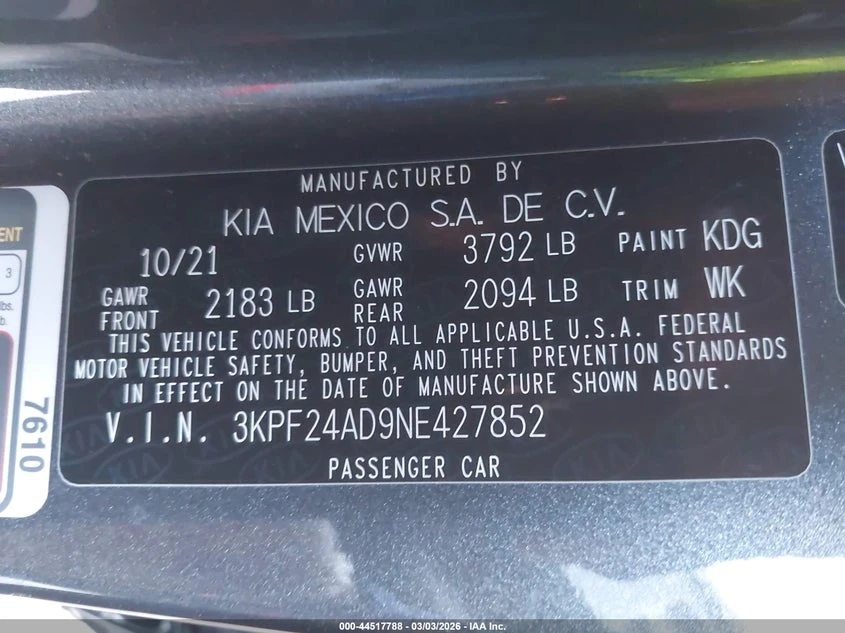 MANUFACTURED BY
KIA MEXICO S.A. DE C.V.
10/21 GVWR 3792 LB PAINT KDG
GAWR FRONT 2183 LB GAWR REAR 2094 LB TRIM WK
THIS VEHICLE CONFORMS TO ALL APPLICABLE U.S.A. FEDERAL
MOTOR VEHICLE SAFETY, BUMPER, AND THEFT PREVENTION STANDARDS
IN EFFECT ON THE DATE OF MANUFACTURE SHOWN ABOVE.
V.I.N. 3KPF24AD9NE427852
PASSENGER CAR
3
lbs.
7610
000-44517788 - 03/03/2026 - IAA Inc.